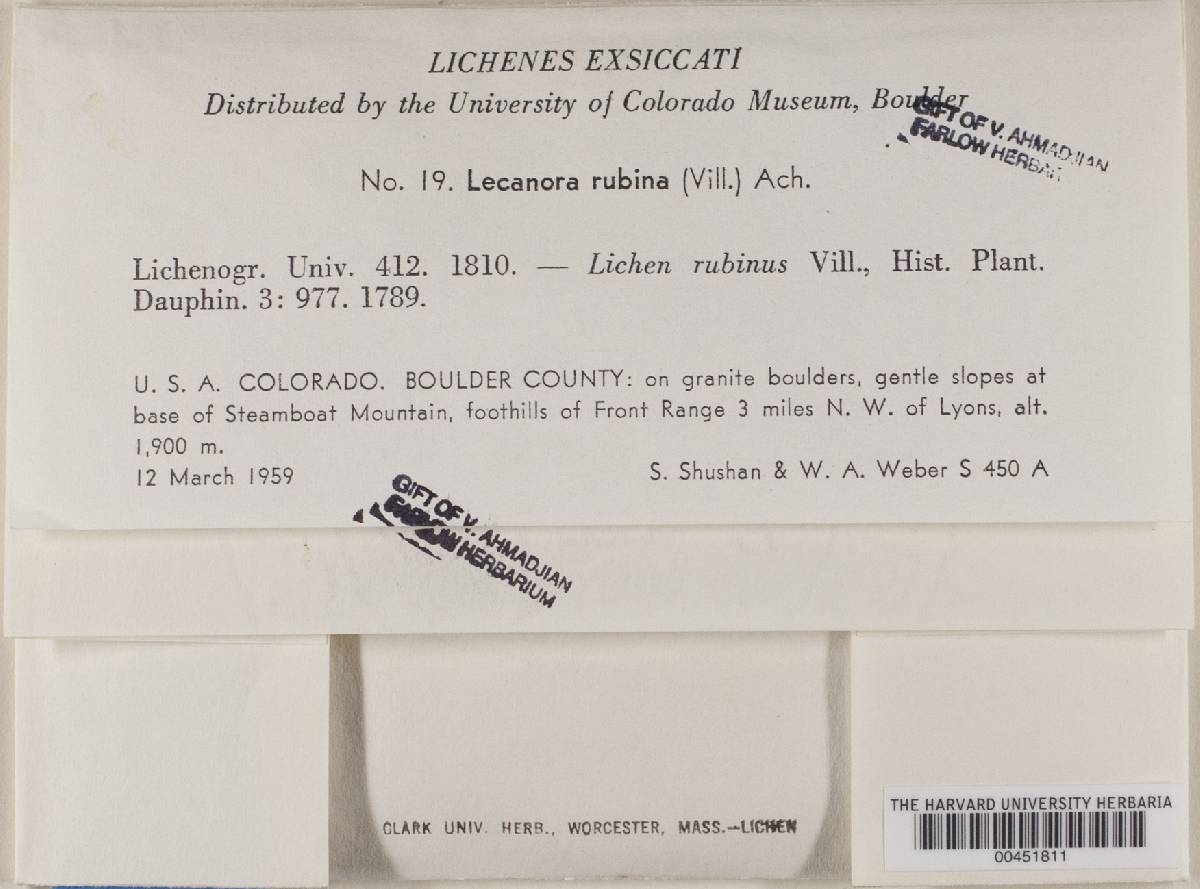 LICHENES EXSICCATI
Distributed by the University of Colorado Museum, Boulder
GIFT OF V. AHMADJIAN
FARLOW
No. 19. Lecanora rubina (Vill.) Ach.
Lichenogr. Univ. 412. 1810. — Lichen rubinus Vill., Hist. Plant.
Dauphin. 3: 977. 1789.
U. S. A. COLORADO. BOULDER COUNTY: on granite boulders, gentle slopes at
base of Steamboat Mountain, foothills of Front Range 3 miles N. W. of Lyons, alt.
1,900 m.
12 March 1959 S. Shushan & W. A. Weber S 450 A
GIFT OF V. AHMADJIAN
FARLOW HERBARIUM
CLARK UNIV. HERB., WORCESTER, MASS.—LICHEN
THE HARVARD UNIVERSITY HERBARIA
00451811